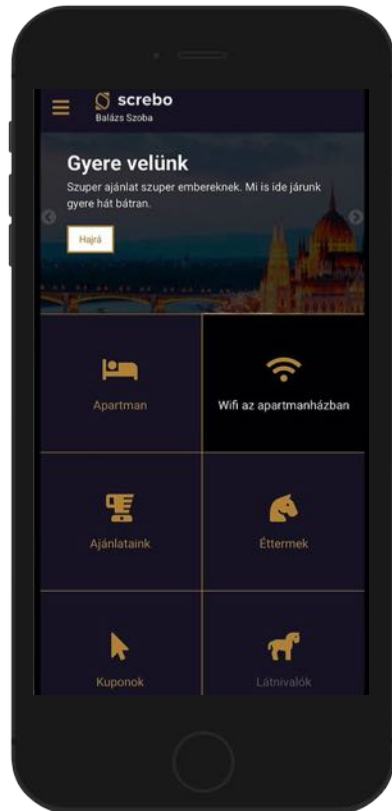 screbo
Balázs Szoba
Gyere velünk
Szuper ajánlat szuper embereknek. Mi is ide járunk
gyere hát bátran.
Hajrá
Apartman
Wifi az apartmanházban
Ajánlataink
Éttermek
Kuponok
Látnivalók